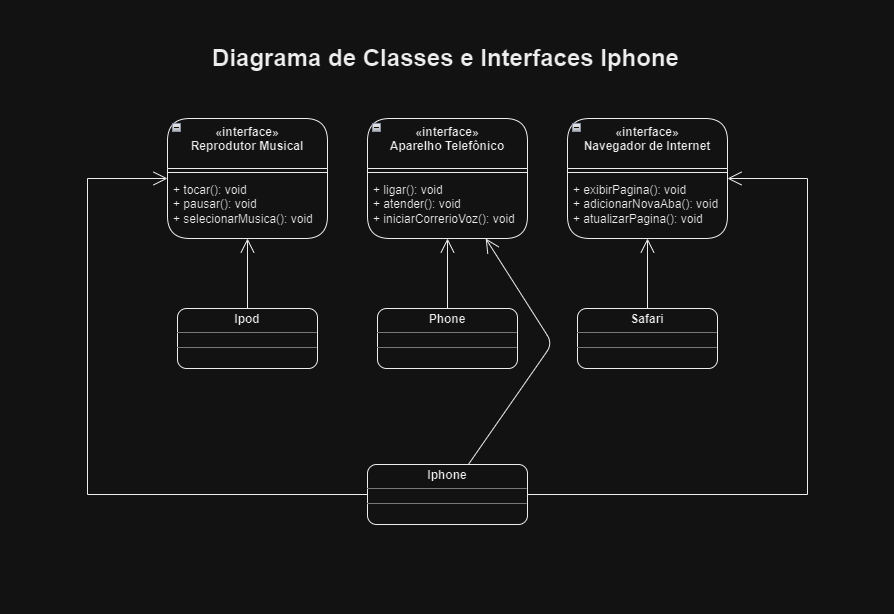 Diagrama de Classes e Interfaces Iphone
«interface»
Reprodutor Musical
+ tocar(): void
+ pausar(): void
+ selecionarMusica(): void
«interface»
Aparelho Telefônico
+ ligar(): void
+ atender(): void
+ iniciarCorrerioVoz(): void
«interface»
Navegador de Internet
+ exibirPagina(): void
+ adicionarNovaAba(): void
+ atualizarPagina(): void
Ipod
Phone
Safari
Iphone